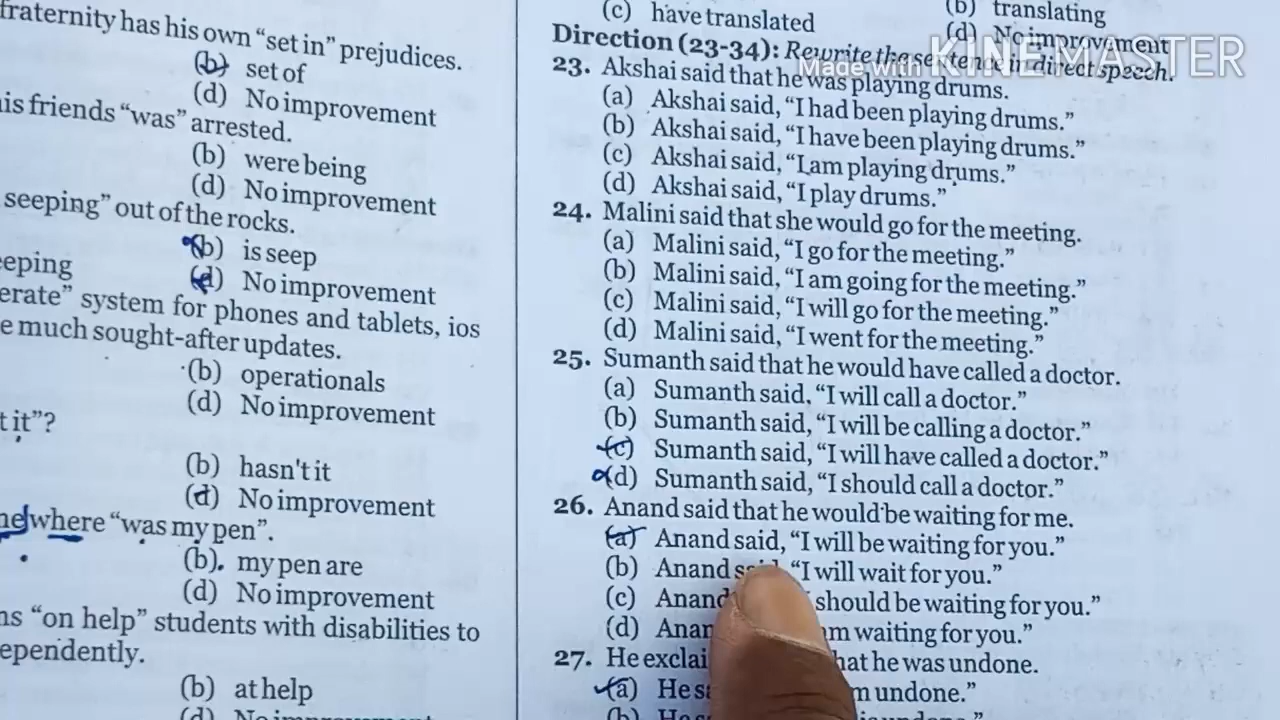 fraternity has his own “set in” prejudices.
(b) set of
(d) No improvement
his friends “was” arrested.
(b) were being
(d) No improvement
seeping” out of the rocks.
(b) is seep
eeping
(d) No improvement
erate” system for phones and tablets, ios
e much sought-after updates.
(b) operationals
(d) No improvement
t it”?
(b) hasn't it
(d) No improvement
where “was my pen”.
(b). my pen are
(d) No improvement
ns “on help” students with disabilities to
ependently.
(b) at help
(d) No improvement
(c) have translated
(b) translating
(d) No improvement
Direction (23-34): Rewrite the sentence in direct speech.
Made with KINEMASTER
23. Akshai said that he was playing drums.
(a) Akshai said, “I had been playing drums.”
(b) Akshai said, “I have been playing drums.”
(c) Akshai said, “I am playing drums.”
(d) Akshai said, “I play drums.”
24. Malini said that she would go for the meeting.
(a) Malini said, “I go for the meeting.”
(b) Malini said, “I am going for the meeting.”
(c) Malini said, “I will go for the meeting.”
(d) Malini said, “I went for the meeting.”
25. Sumanth said that he would have called a doctor.
(a) Sumanth said, “I will call a doctor.”
(b) Sumanth said, “I will be calling a doctor.”
(c) Sumanth said, “I will have called a doctor.”
(d) Sumanth said, “I should call a doctor.”
26. Anand said that he would be waiting for me.
(a) Anand said, “I will be waiting for you.”
(b) Anand said, “I will wait for you.”
(c) Anand should be waiting for you.”
(d) Anan m waiting for you.”
27. He exclai hat he was undone.
(a) He s m undone.”
(b)